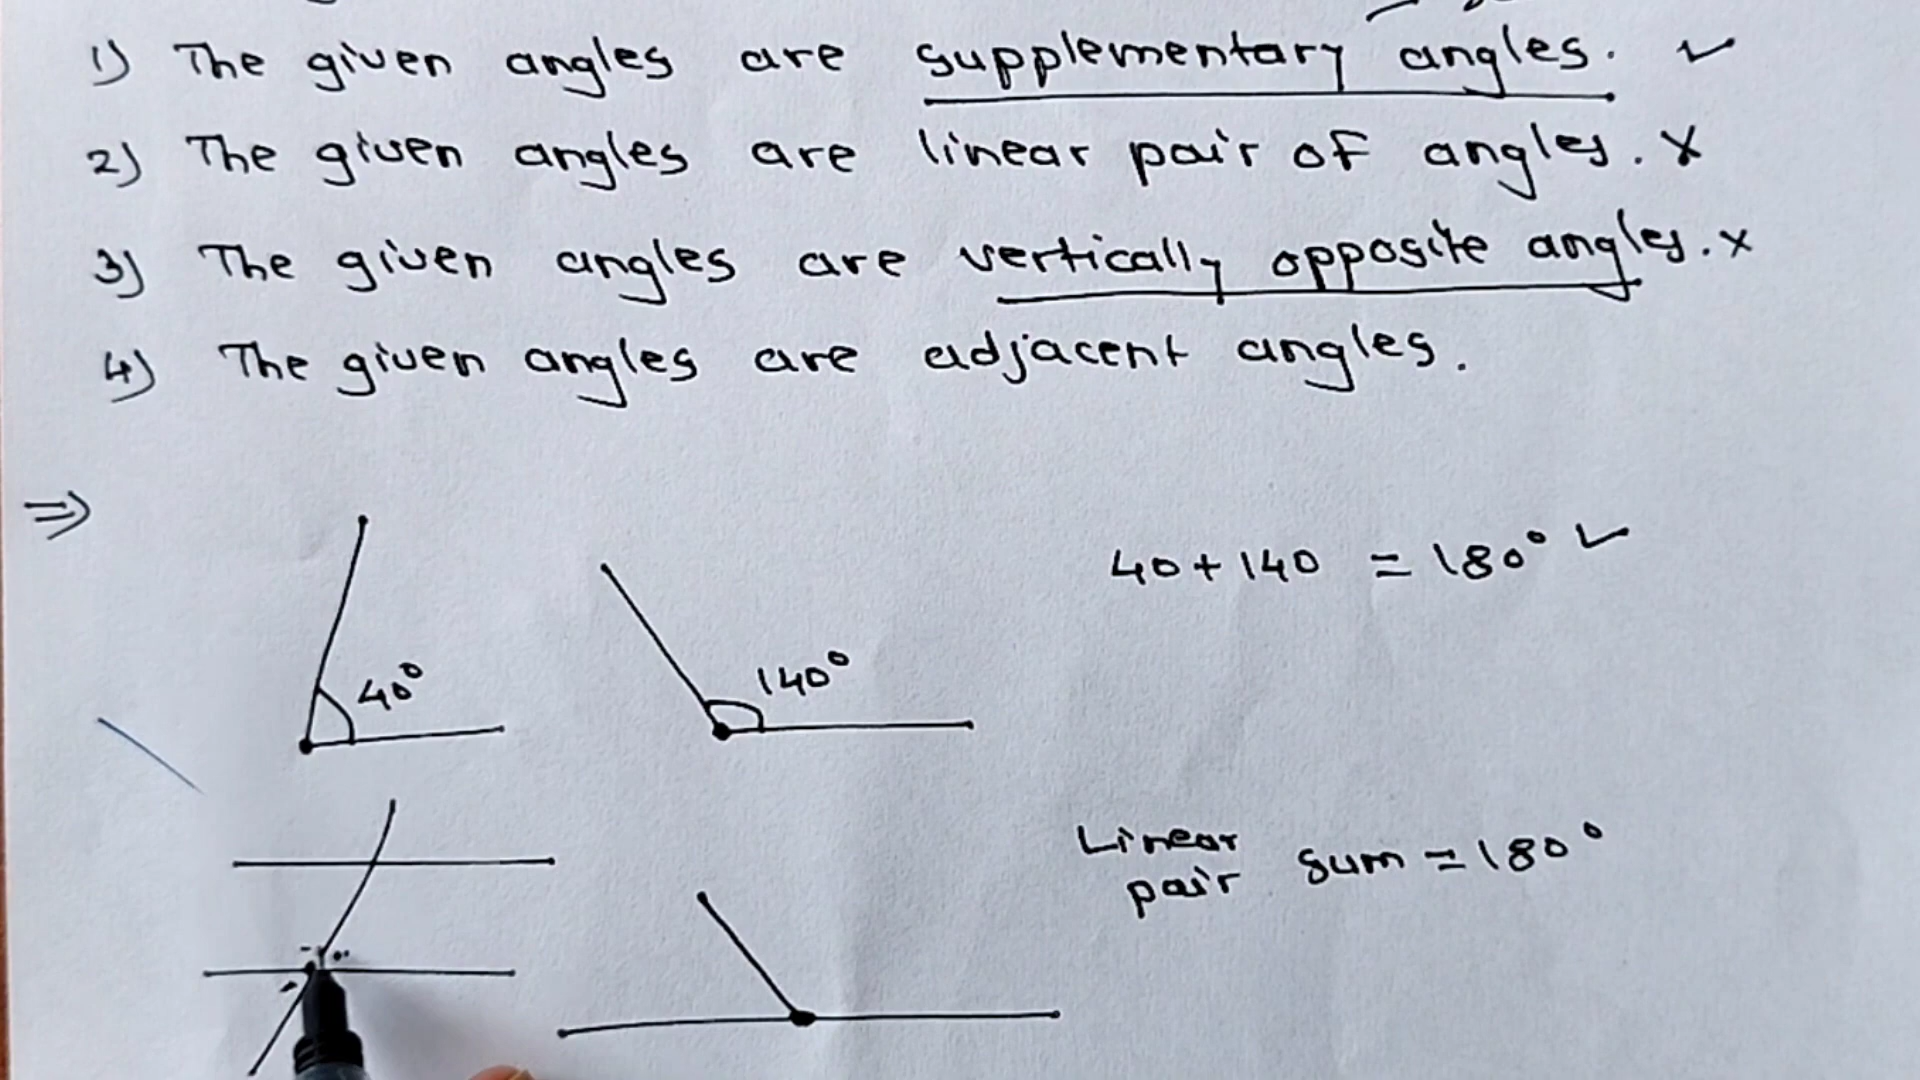 1) The given angles are supplementary angles. ✓
2) The given angles are linear pair of angles. x
3) The given angles are vertically opposite angles. x
4) The given angles are adjacent angles.
⇒
40 + 140 = 180° ✓
40°
140°
Linear pair sum = 180°